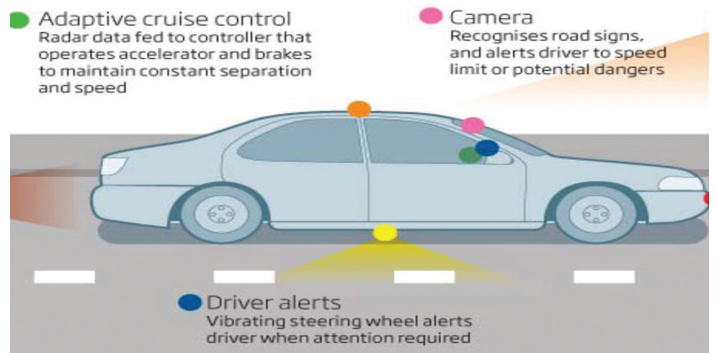 Adaptive cruise control
Radar data fed to controller that
operates accelerator and brakes
to maintain constant separation
and speed
Camera
Recognises road signs,
and alerts driver to speed
limit or potential dangers
Driver alerts
Vibrating steering wheel alerts
driver when attention required